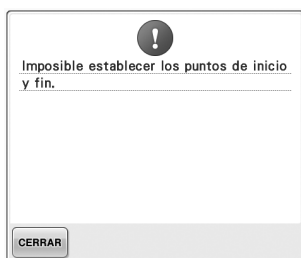 Imposible establecer los puntos de inicio
y fin.
CERRAR